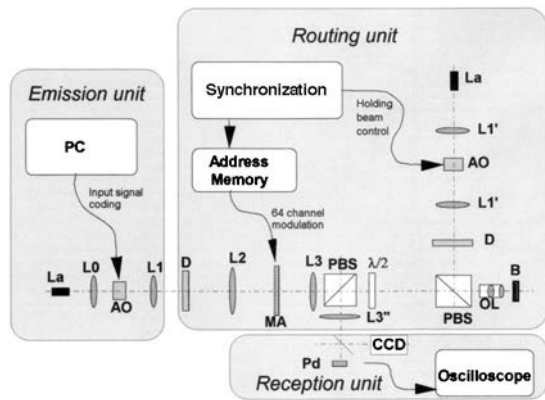 Routing unit
La
Emission unit
Synchronization
L1'
Holding
beam
control
PC
AO
Address
Memory
Input signal
coding
L1'
64 channel
modulation
D
La
L0
L1
D
L2
L3
PBS
λ/2
B
AO
MA
L3"
PBS
OL
CCD
Pd
Oscilloscope
Reception unit